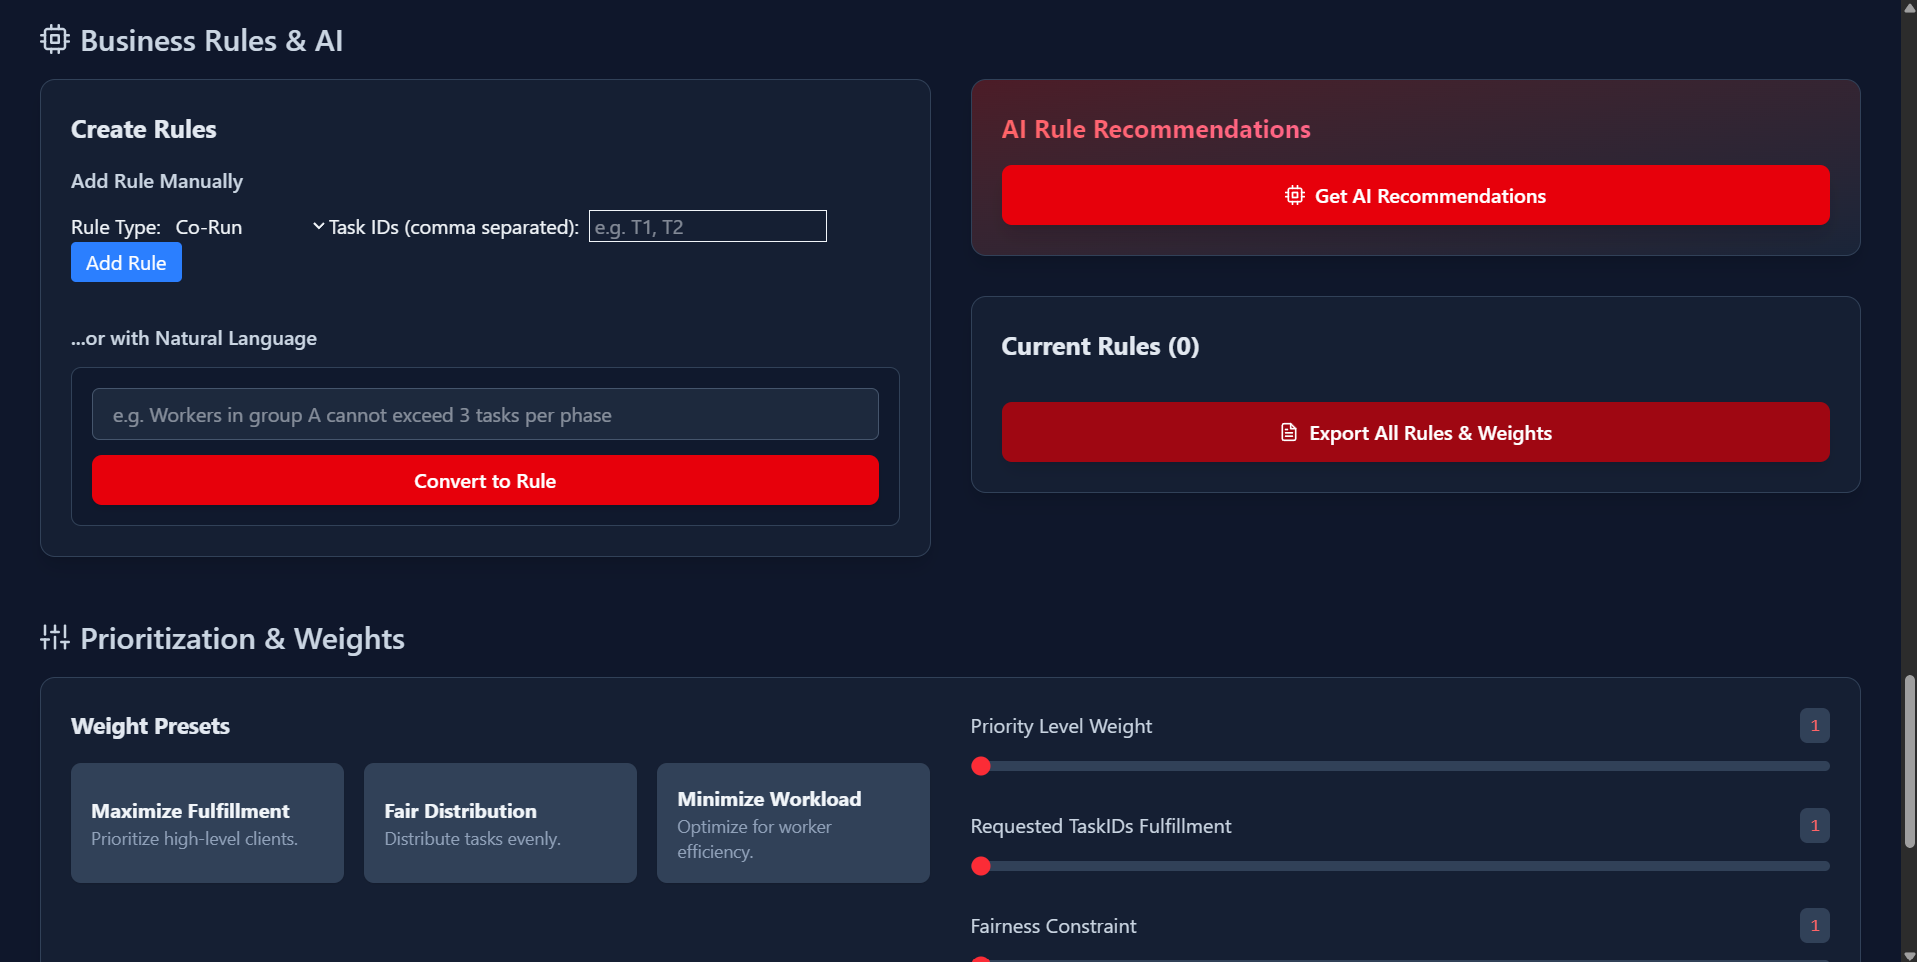 Business Rules & AI
Create Rules
Add Rule Manually
Rule Type: Co-Run Task IDs (comma separated): e.g. T1, T2
Add Rule
...or with Natural Language
e.g. Workers in group A cannot exceed 3 tasks per phase
Convert to Rule
AI Rule Recommendations
Get AI Recommendations
Current Rules (0)
Export All Rules & Weights
Prioritization & Weights
Weight Presets
Maximize Fulfillment
Prioritize high-level clients.
Fair Distribution
Distribute tasks evenly.
Minimize Workload
Optimize for worker
efficiency.
Priority Level Weight 1
Requested TaskIDs Fulfillment 1
Fairness Constraint 1